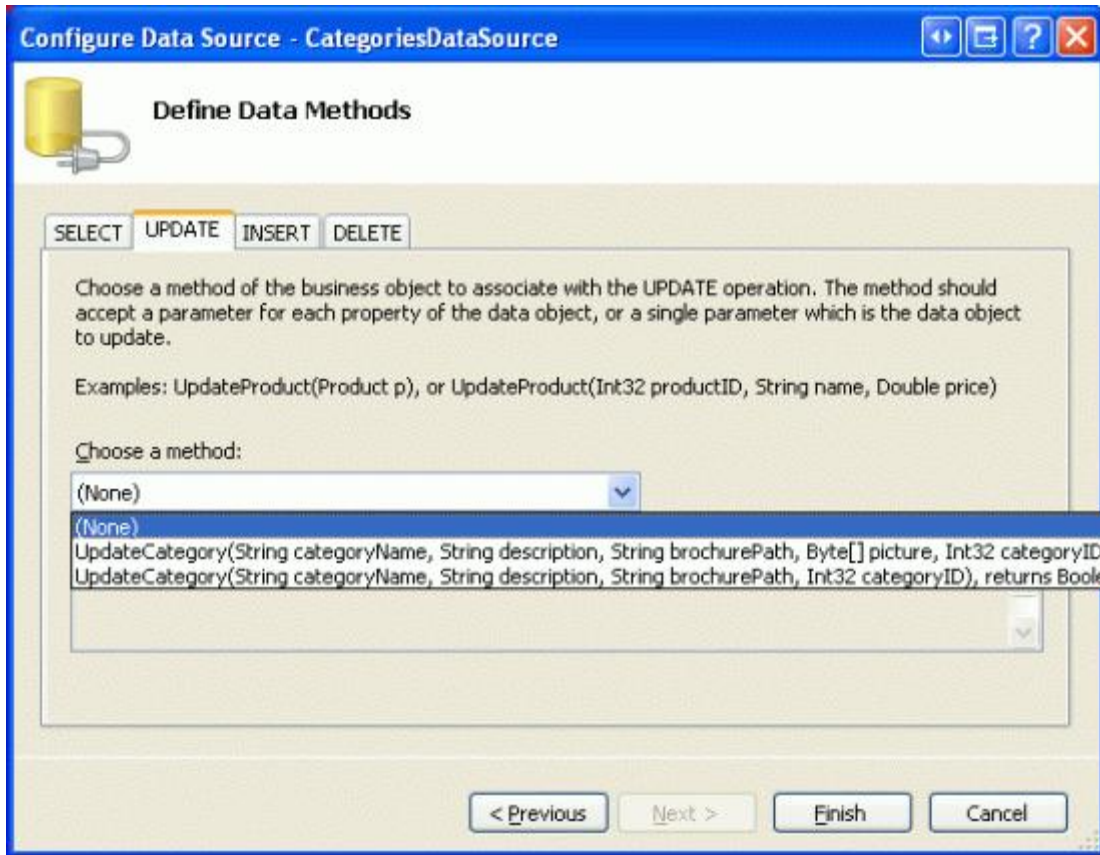 Configure Data Source - CategoriesDataSource
Define Data Methods
SELECT UPDATE INSERT DELETE
Choose a method of the business object to associate with the UPDATE operation. The method should
accept a parameter for each property of the data object, or a single parameter which is the data object
to update.
Examples: UpdateProduct(Product p), or UpdateProduct(Int32 productID, String name, Double price)
Choose a method:
(None)
(None)
UpdateCategory(String categoryName, String description, String brochurePath, Byte[] picture, Int32 categoryID
UpdateCategory(String categoryName, String description, String brochurePath, Int32 categoryID), returns Boole
< Previous Next > Finish Cancel